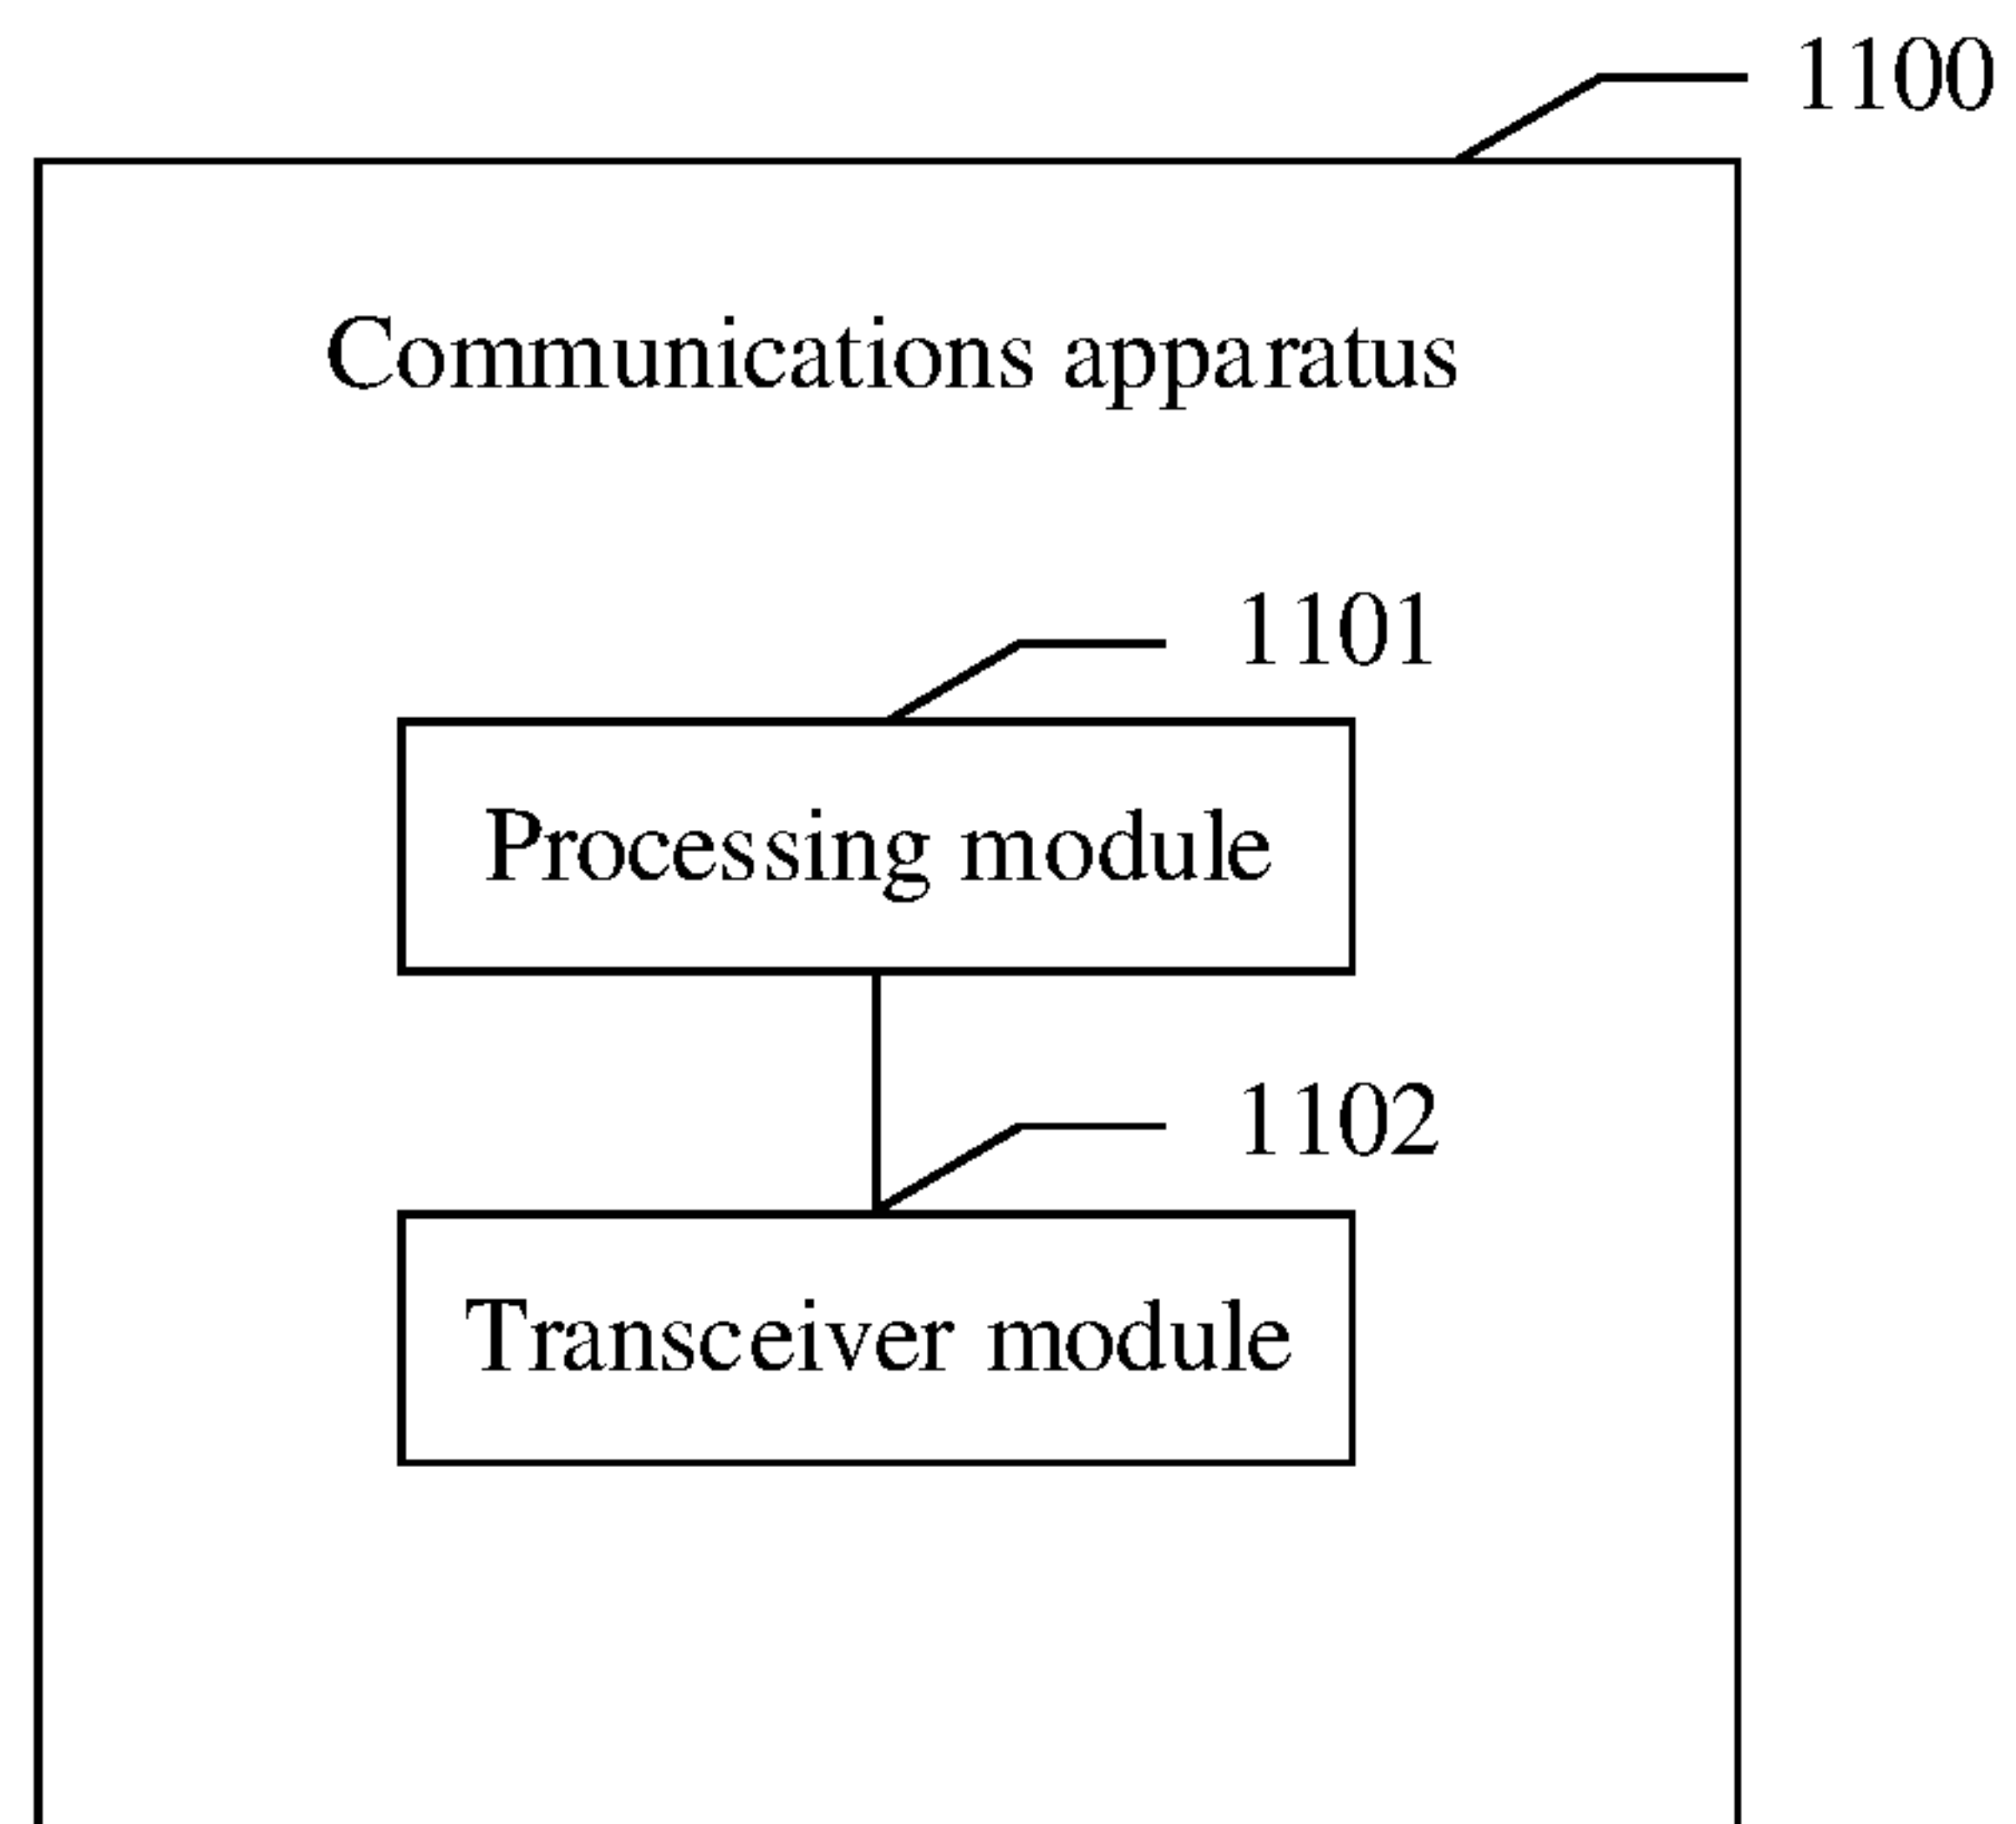 1100
Communications apparatus
1101
Processing module
1102
Transceiver module